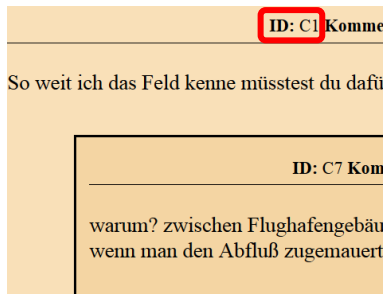 ID: C1 Komme
So weit ich das Feld kenne müsstest du dafü
ID: C7 Kom
warum? zwischen Flughafengebäu
wenn man den Abfluß zugemauert